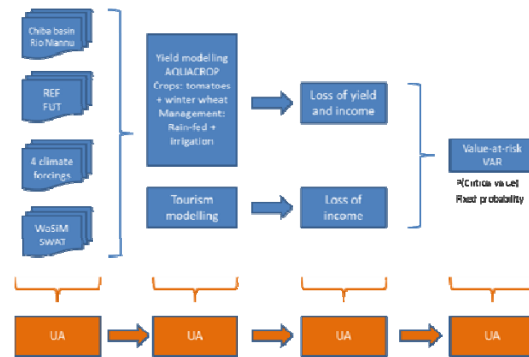 Chiba basin
Rio Mannu
REF
FUT
4 climate
forcings
WaSiM
SWAT
Yield modelling
AQUACROP
Crops: tomatoes
+ winter wheat
Management:
Rain-fed +
Irrigation
Tourism
modelling
Loss of yield
and income
Loss of
income
Value-at-risk
VAR
P(Critical value)
Fixed probability
UA
UA
UA
UA